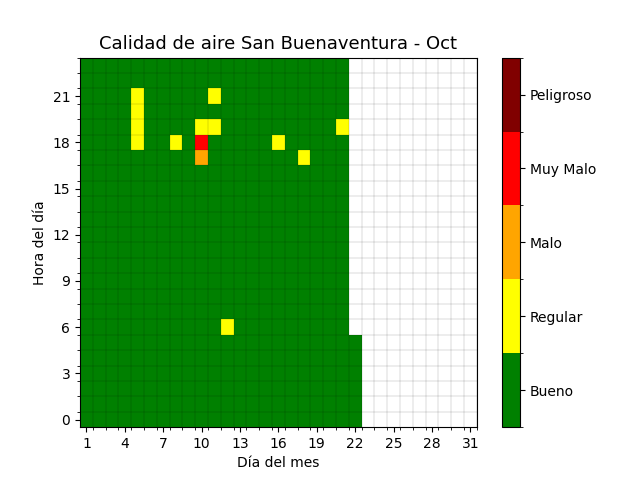 Calidad de aire San Buenaventura - Oct
Hora del día
21
18
15
12
9
6
3
0
1 4 7 10 13 16 19 22 25 28 31
Día del mes
Peligroso
Muy Malo
Malo
Regular
Bueno